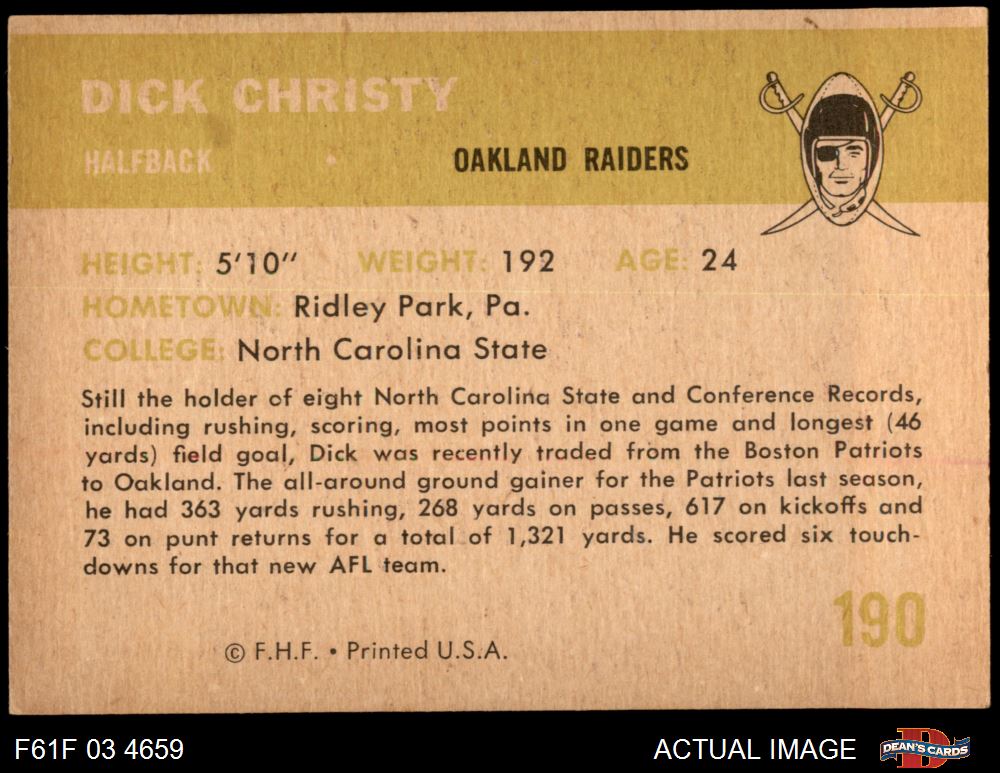 DICK CHRISTY
HALFBACK
OAKLAND RAIDERS
HEIGHT: 5'10" WEIGHT: 192 AGE: 24
HOMETOWN: Ridley Park, Pa.
COLLEGE: North Carolina State
Still the holder of eight North Carolina State and Conference Records,
including rushing, scoring, most points in one game and longest (46
yards) field goal, Dick was recently traded from the Boston Patriots
to Oakland. The all-around ground gainer for the Patriots last season,
he had 363 yards rushing, 268 yards on passes, 617 on kickoffs and
73 on punt returns for a total of 1,321 yards. He scored six touch-
downs for that new AFL team.
190
© F.H.F. • Printed U.S.A.
F61F 03 4659
ACTUAL IMAGE
D
DEAN'S CARDS